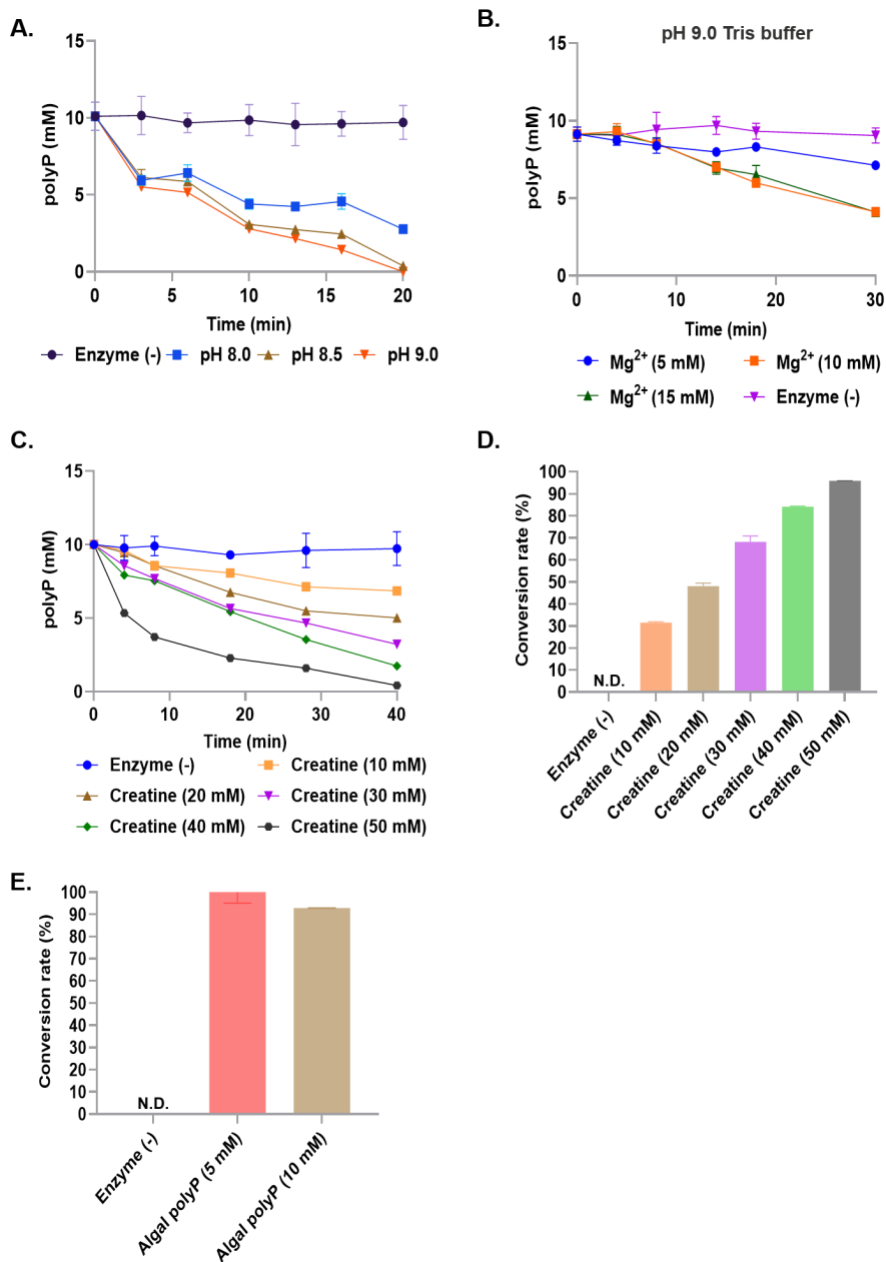 A.
polyP (mM)
15
10
5
0
0
5
10
15
20
Time (min)
Enzyme (-)
pH 8.0
pH 8.5
pH 9.0
B.
pH 9.0 Tris buffer
polyP (mM)
15
10
5
0
0
10
20
30
Time (min)
Mg²⁺ (5 mM)
Mg²⁺ (10 mM)
Mg²⁺ (15 mM)
Enzyme (-)
C.
polyP (mM)
15
10
5
0
0
10
20
30
40
Time (min)
Enzyme (-)
Creatine (10 mM)
Creatine (20 mM)
Creatine (30 mM)
Creatine (40 mM)
Creatine (50 mM)
D.
Conversion rate (%)
100
90
80
70
60
50
40
30
20
10
0
N.D.
Enzyme (-)
Creatine (10 mM)
Creatine (20 mM)
Creatine (30 mM)
Creatine (40 mM)
Creatine (50 mM)
E.
Conversion rate (%)
100
90
80
70
60
50
40
30
20
10
0
N.D.
Enzyme (-)
Algal polyP (5 mM)
Algal polyP (10 mM)